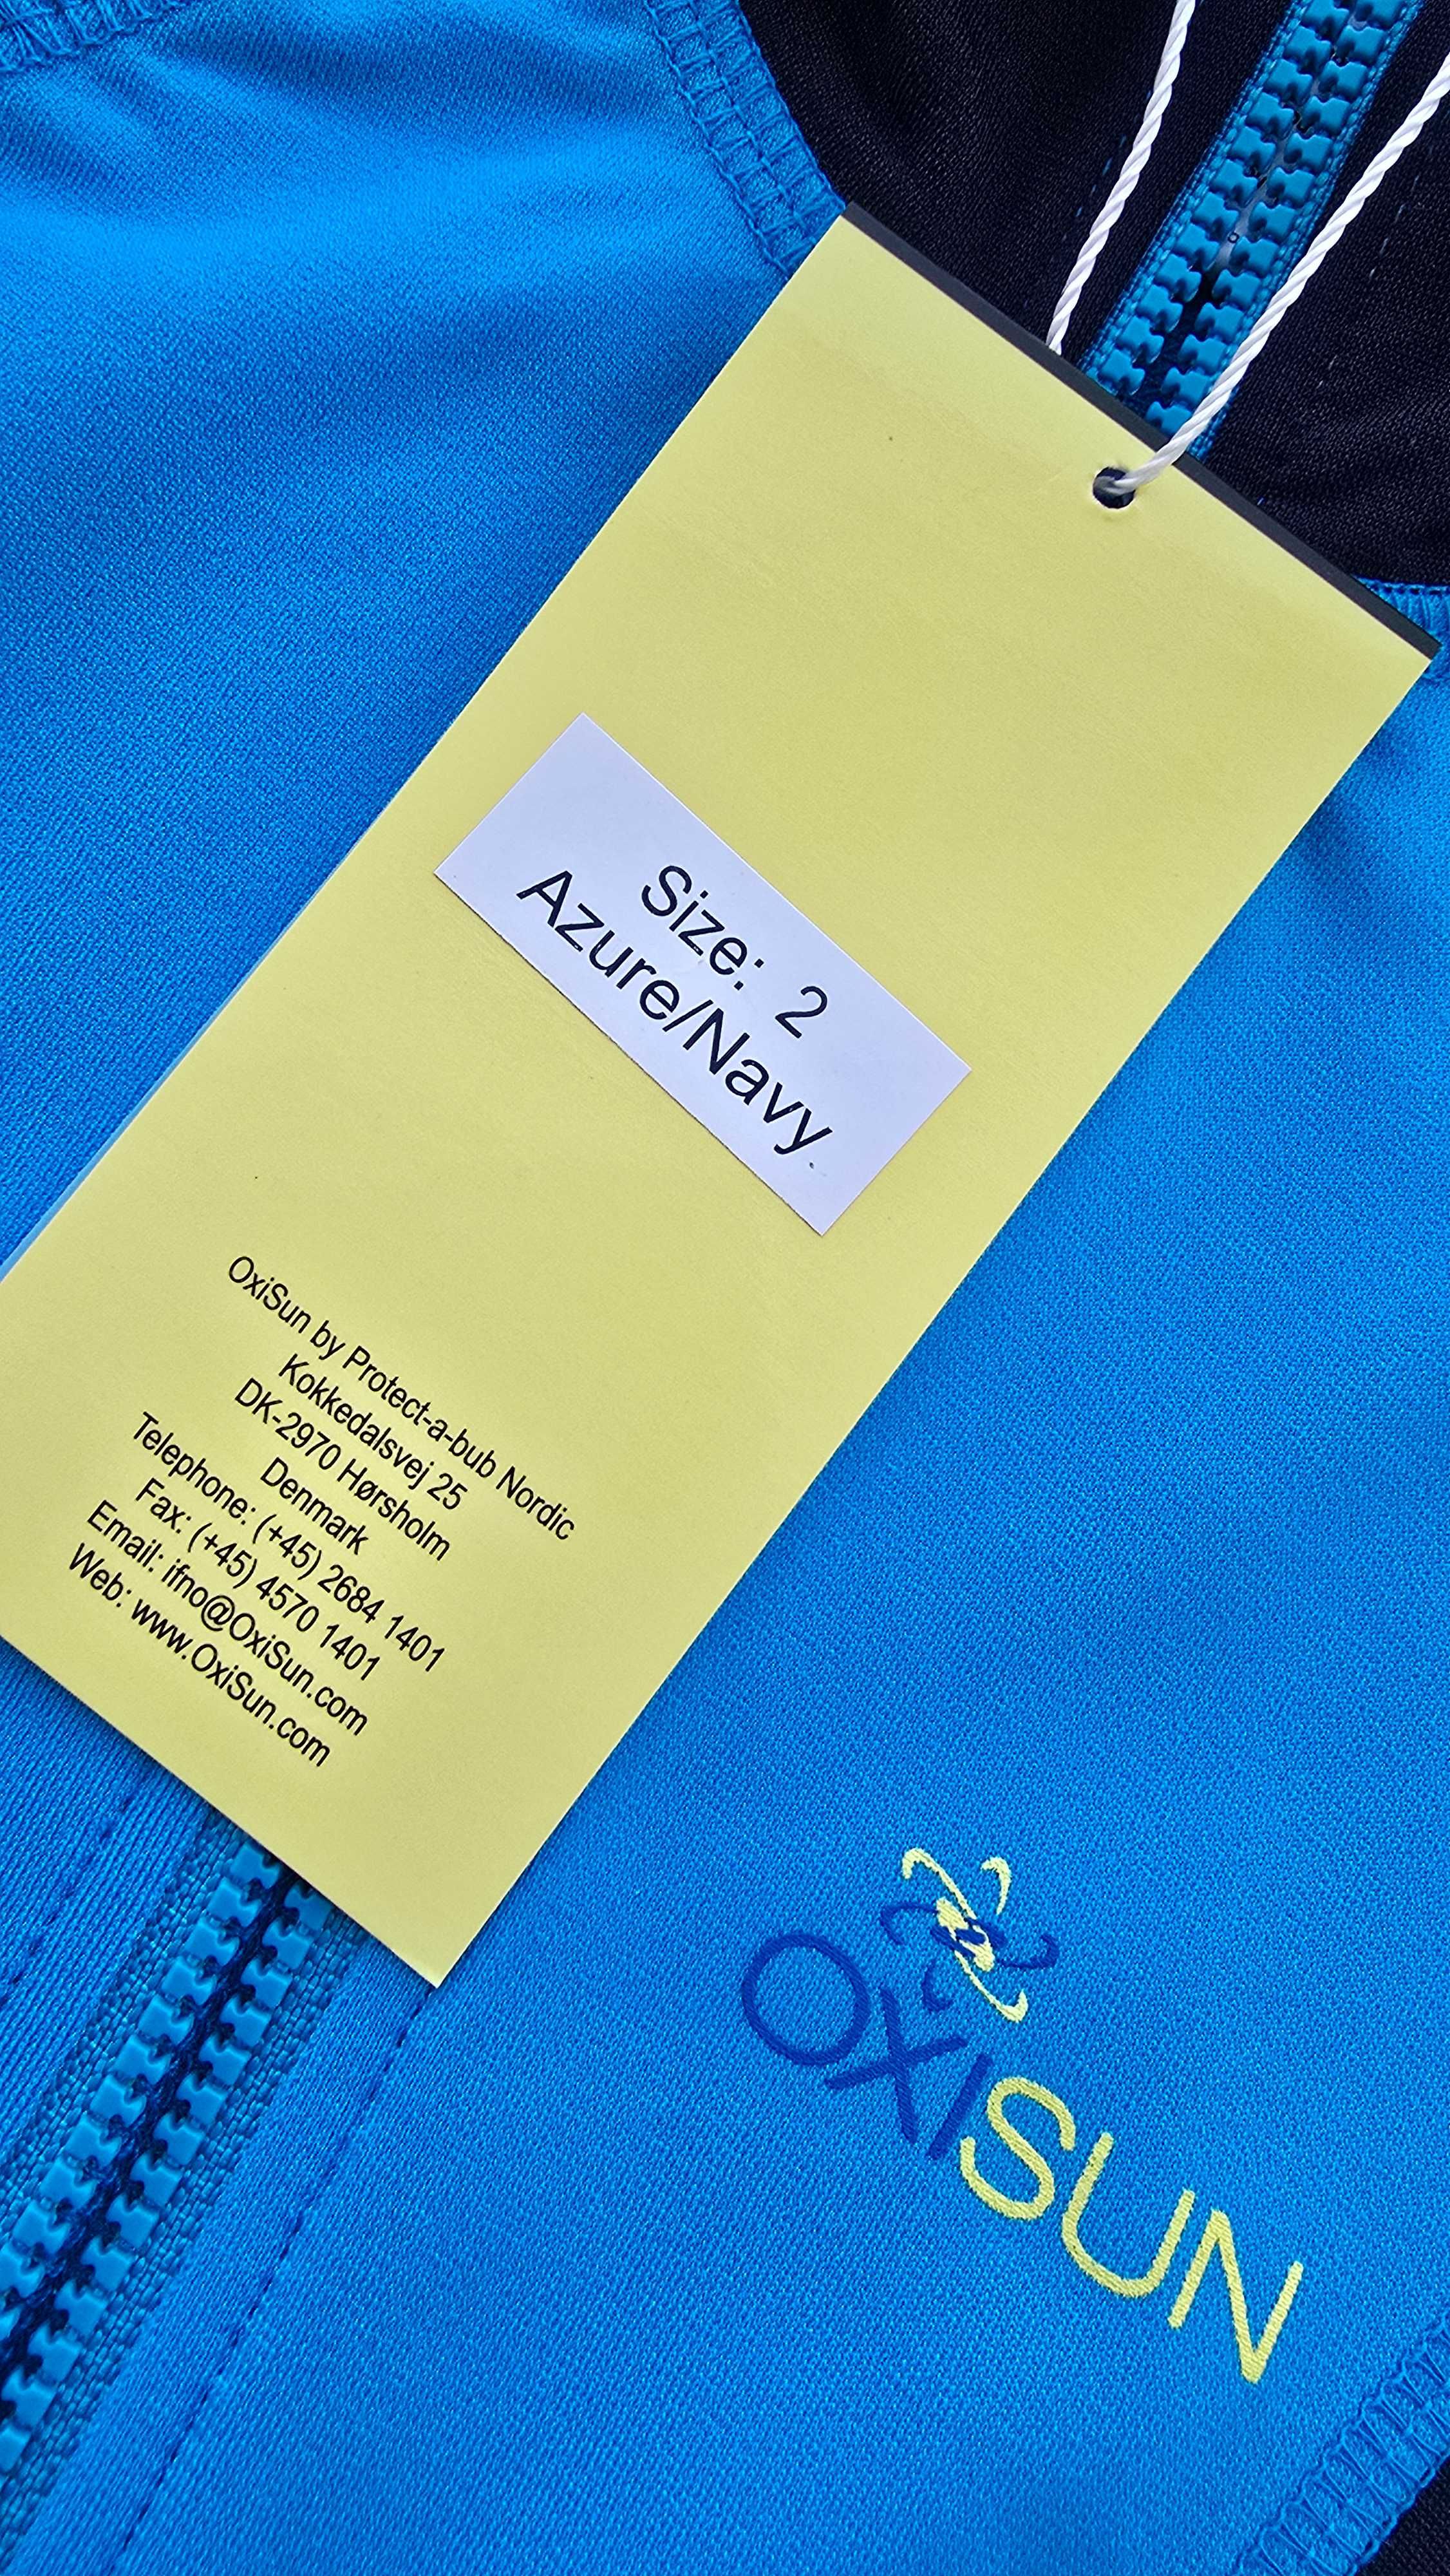 Size: 2
Azure/Navy
OxiSun by Protect-a-bub Nordic
Kokkedalsvej 25
DK-2970 Hørsholm
Denmark
Telephone: (+45) 2684 1401
Fax: (+45) 4570 1401
Email: ifno@OxiSun.com
Web: www.OxiSun.com
OXISUN